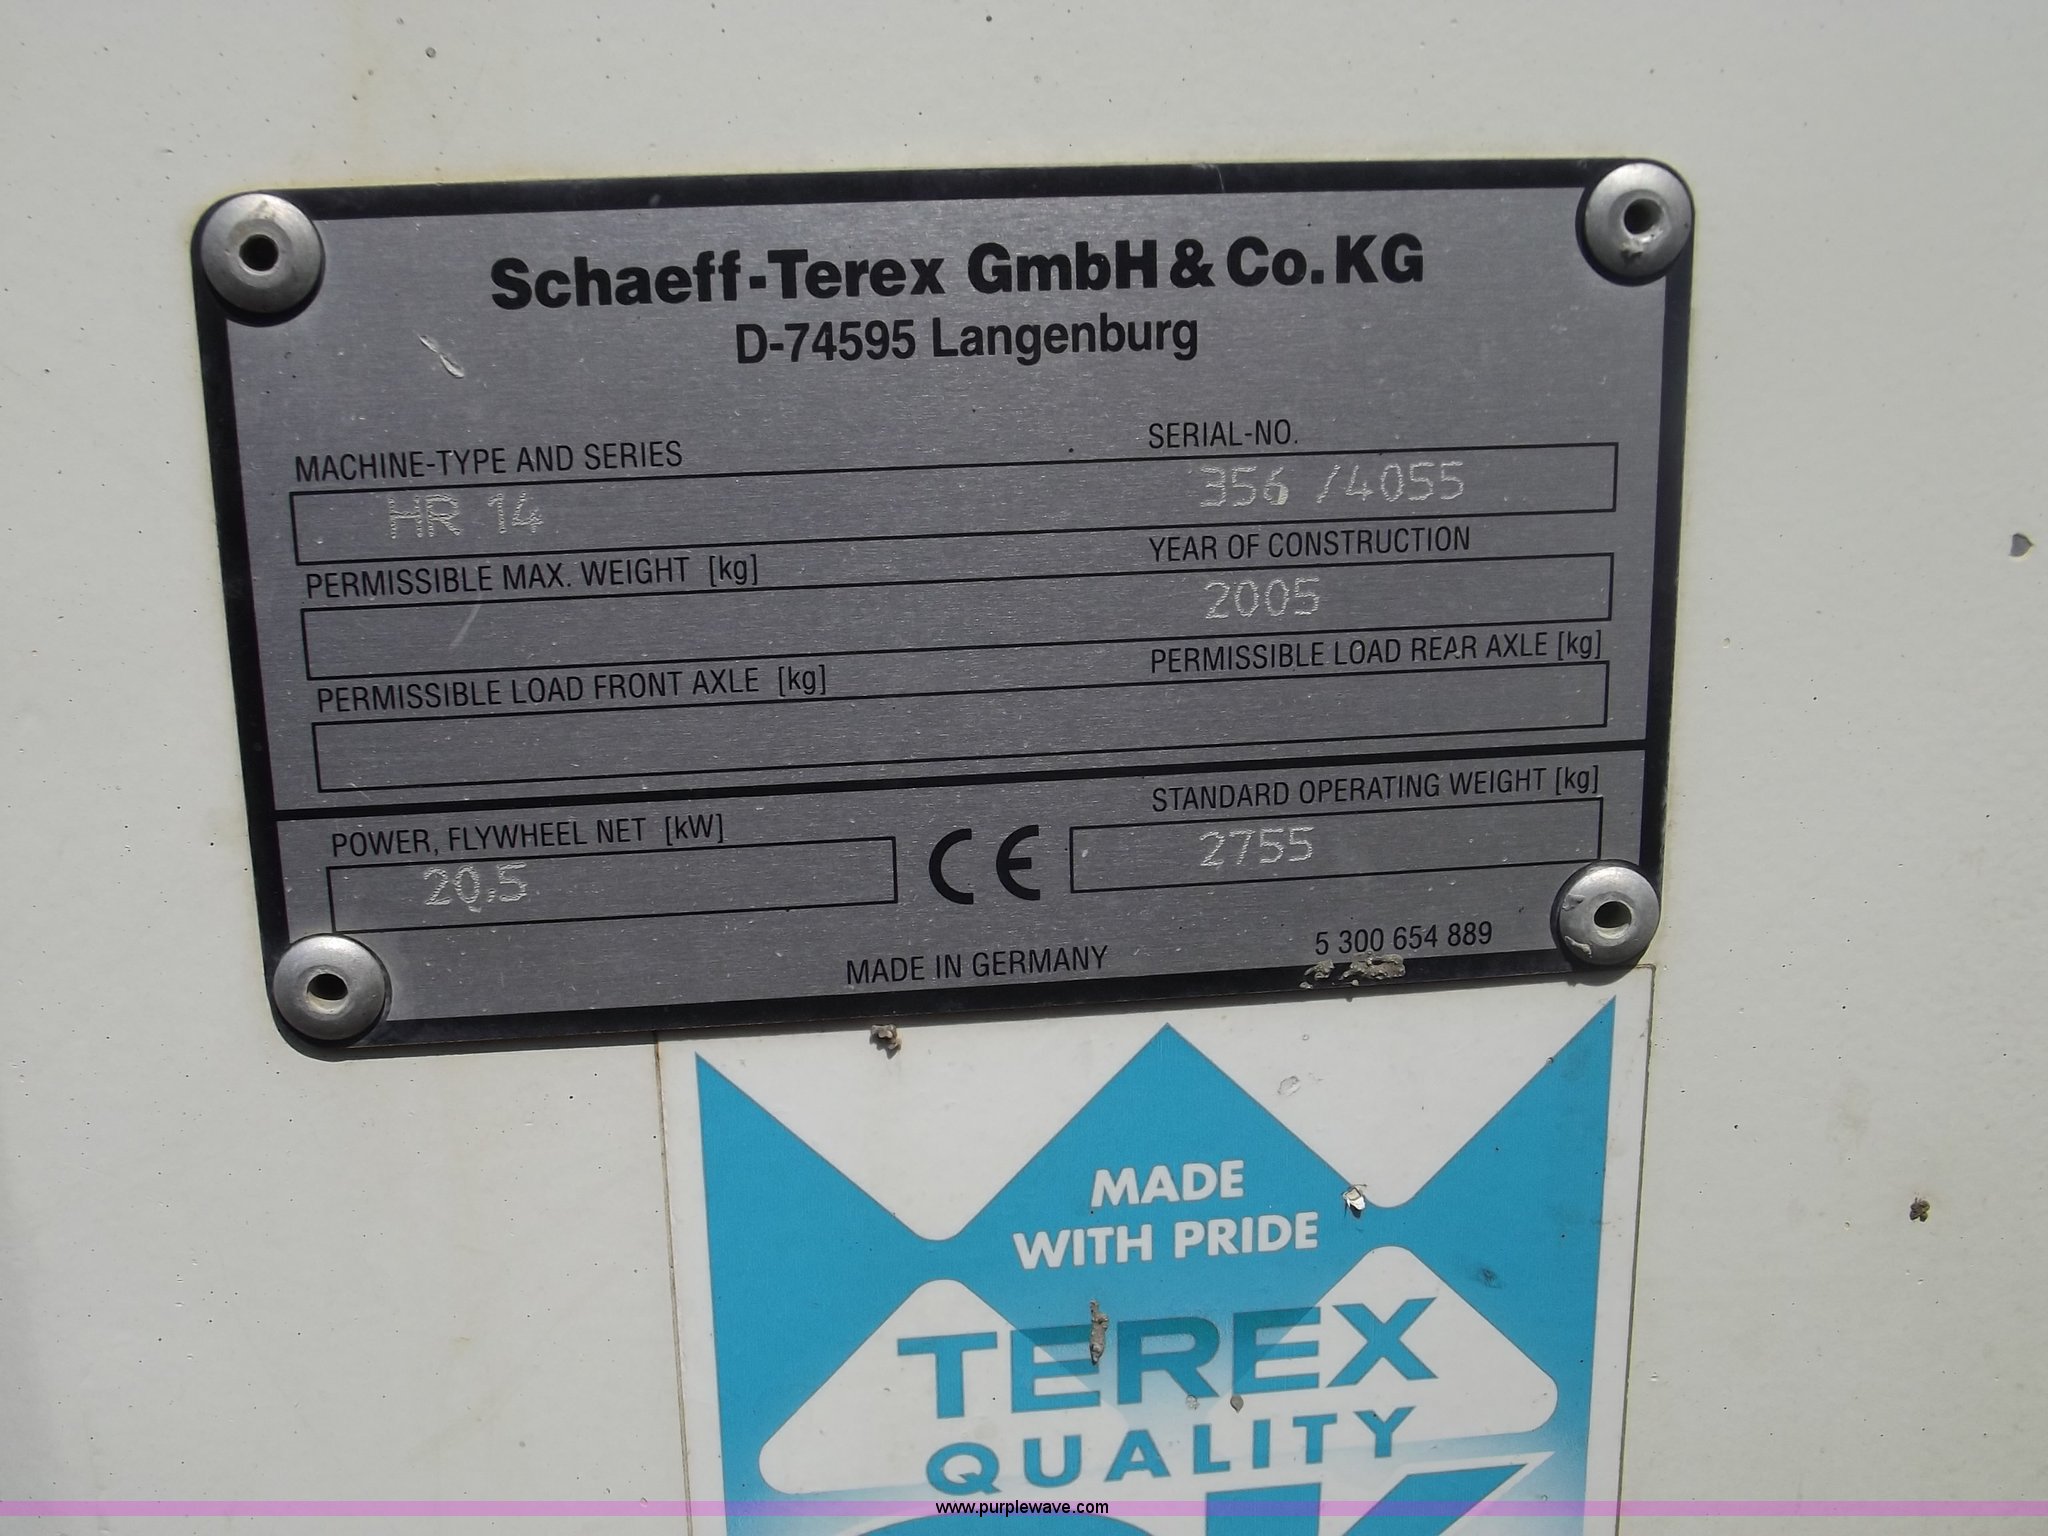 Schaeff-Terex GmbH & Co. KG
D-74595 Langenburg
MACHINE-TYPE AND SERIES SERIAL-NO.
HR 14 356 /4055
PERMISSIBLE MAX. WEIGHT [kg] YEAR OF CONSTRUCTION
2005
PERMISSIBLE LOAD FRONT AXLE [kg] PERMISSIBLE LOAD REAR AXLE [kg]
POWER, FLYWHEEL NET [kW] STANDARD OPERATING WEIGHT [kg]
20.5 CE 2755
MADE IN GERMANY 5 300 654 889
MADE
WITH PRIDE
TEREX
QUALITY
www.purplewave.com